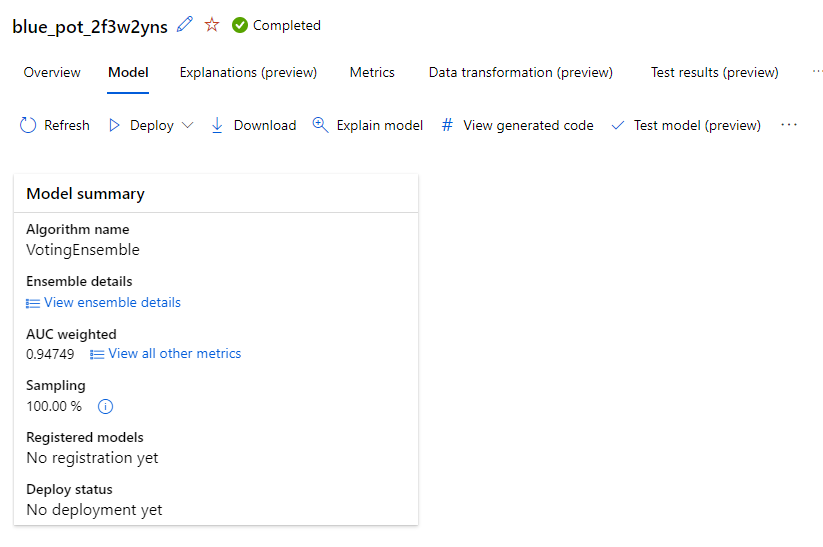 blue_pot_2f3w2yns Completed
Overview Model Explanations (preview) Metrics Data transformation (preview) Test results (preview) ...
Refresh Deploy Download Explain model # View generated code Test model (preview) ...
Model summary
Algorithm name
VotingEnsemble
Ensemble details
View ensemble details
AUC weighted
0.94749 View all other metrics
Sampling
100.00 %
Registered models
No registration yet
Deploy status
No deployment yet